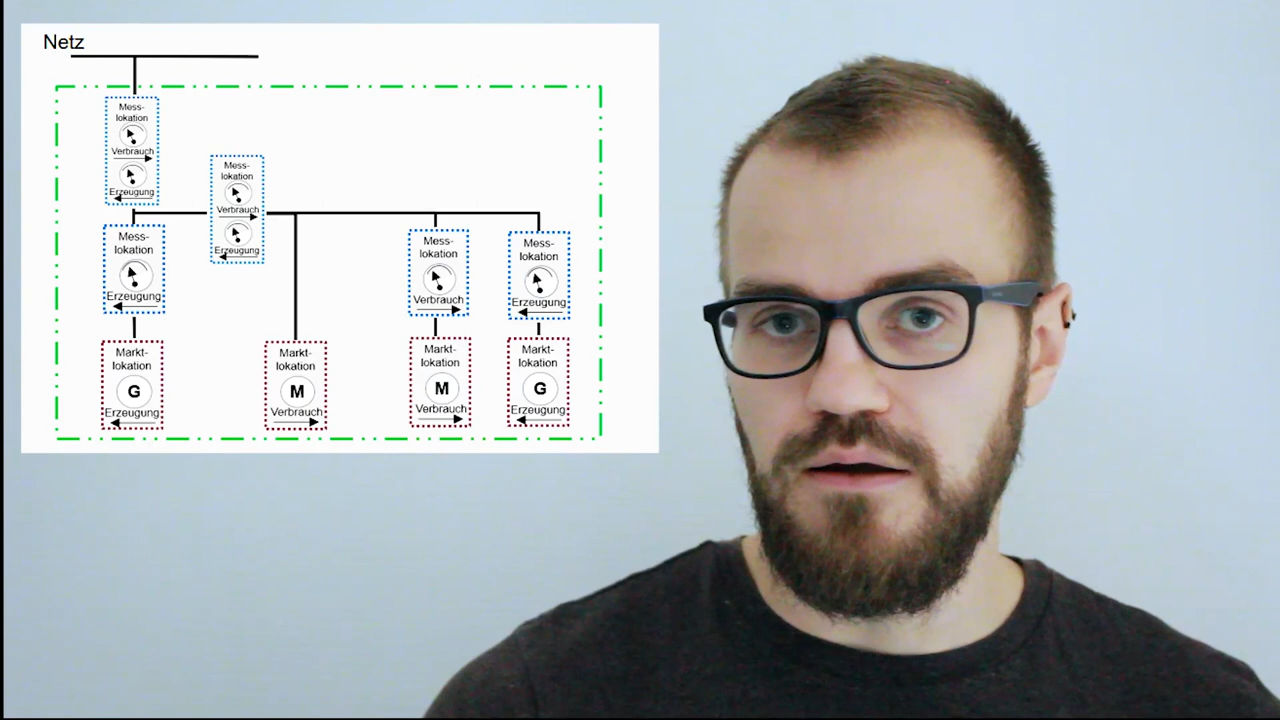 Netz
Mess-
lokation
Verbrauch
Erzeugung
Mess-
lokation
Verbrauch
Erzeugung
Mess-
lokation
Erzeugung
Mess-
lokation
Verbrauch
Mess-
lokation
Erzeugung
Markt-
lokation
G
Erzeugung
Markt-
lokation
M
Verbrauch
Markt-
lokation
M
Verbrauch
Markt-
lokation
G
Erzeugung